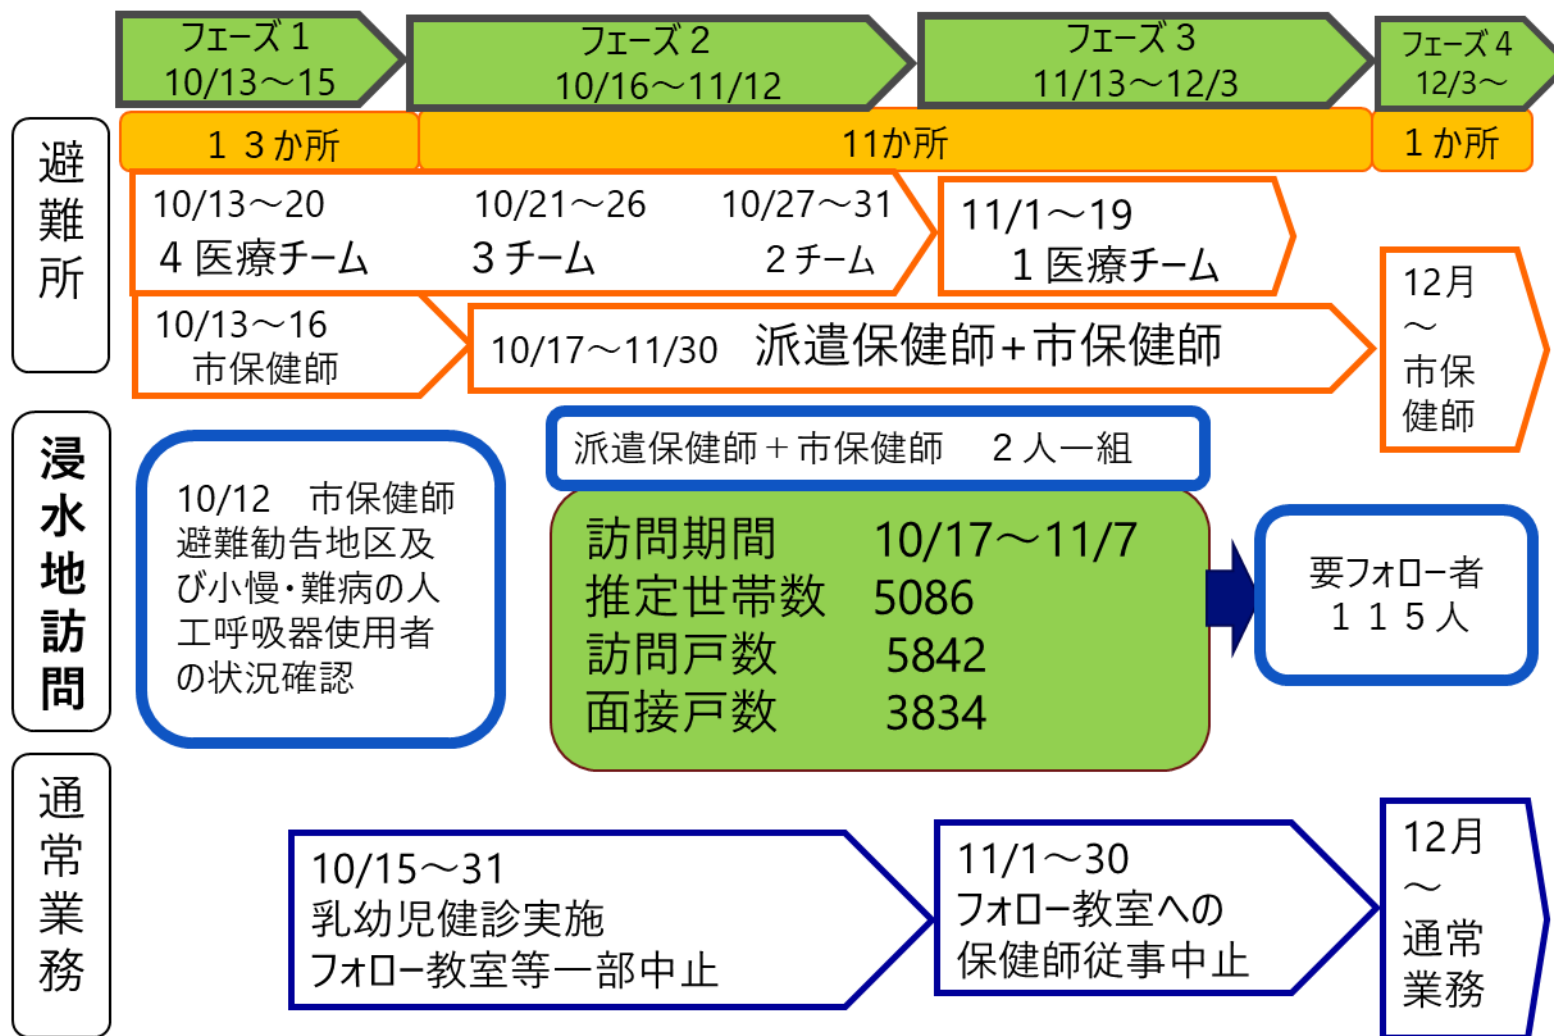 フェーズ１
10/13～15
フェーズ２
10/16～11/12
フェーズ３
11/13～12/3
フェーズ４
12/3～
避難所
１３か所
11か所
１か所
10/13～20
４医療チーム
10/21～26
３チーム
10/27～31
２チーム
11/1～19
１医療チーム
10/13～16
市保健師
10/17～11/30 派遣保健師+市保健師
12月
～
市保
健師
浸水地訪問
10/12　市保健師
避難勧告地区及
び小慢・難病の人
工呼吸器使用者
の状況確認
派遣保健師＋市保健師　２人一組
訪問期間　10/17～11/7
推定世帯数　5086
訪問戸数　5842
面接戸数　3834
要フォロー者
１１５人
通常業務
10/15～31
乳幼児健診実施
フォロー教室等一部中止
11/1～30
フォロー教室への
保健師従事中止
12月
～
通常
業務